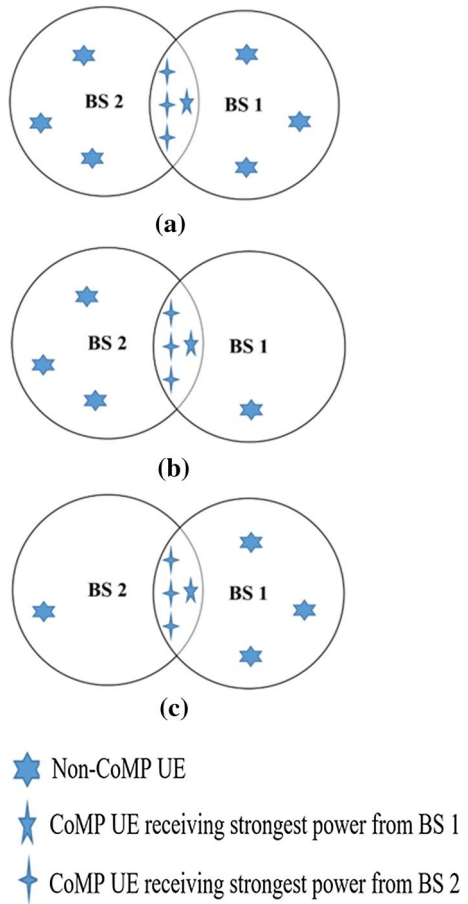 BS 2
BS 1
(a)
BS 2
BS 1
(b)
BS 2
BS 1
(c)
Non-CoMP UE
CoMP UE receiving strongest power from BS 1
CoMP UE receiving strongest power from BS 2